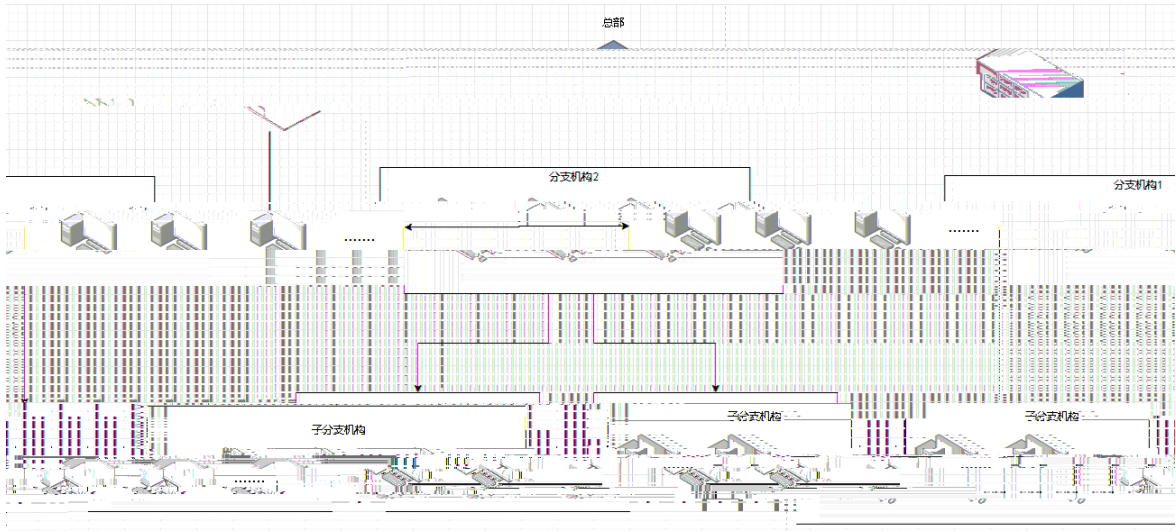 总部
分支机构2
分支机构1
......
......
子分支机构
子分支机构
子分支机构
......